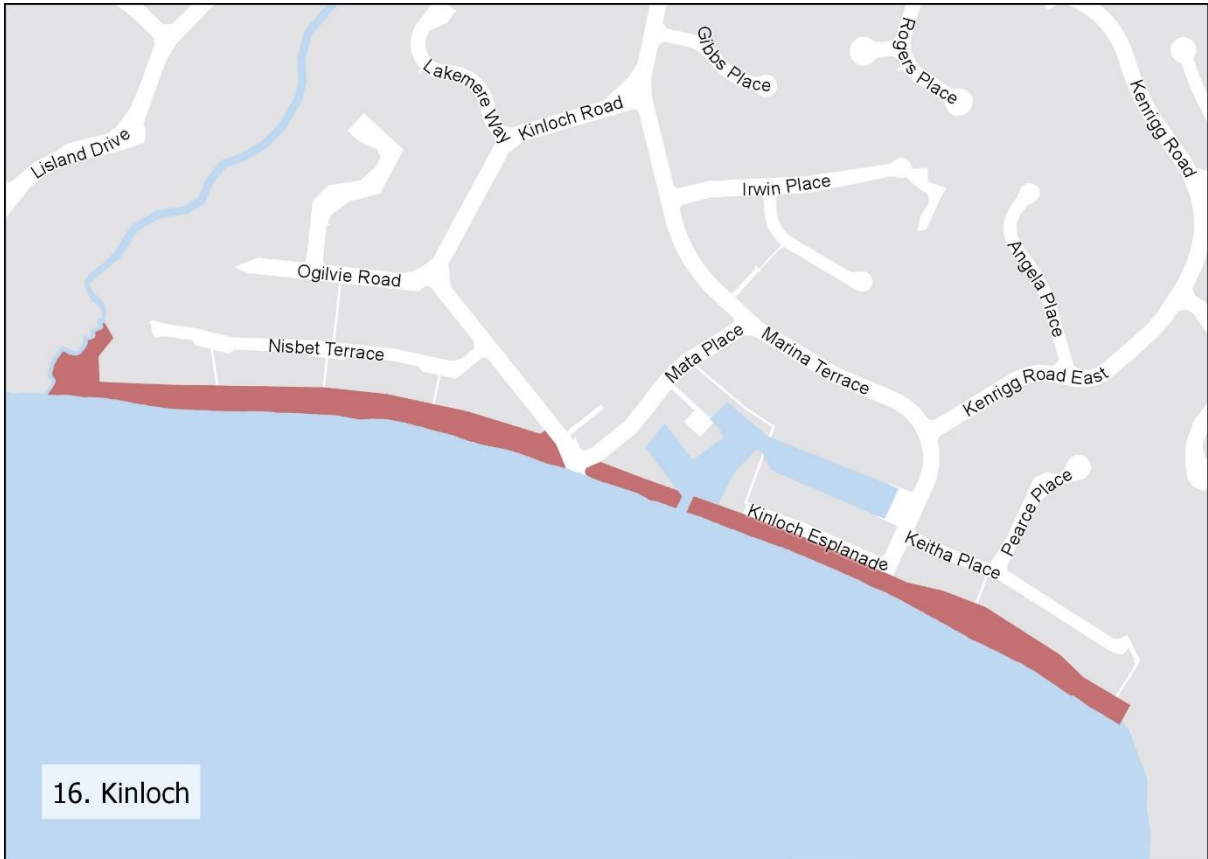 Gibbs Place
Rogers Place
Lakemere Way
Kinloch Road
Kenrigg Road
Lisland Drive
Irwin Place
Ogilvie Road
Angela Place
Nisbet Terrace
Mata Place
Marina Terrace
Kenrigg Road East
Pearce Place
Kinloch Esplanade
Keitha Place
16. Kinloch